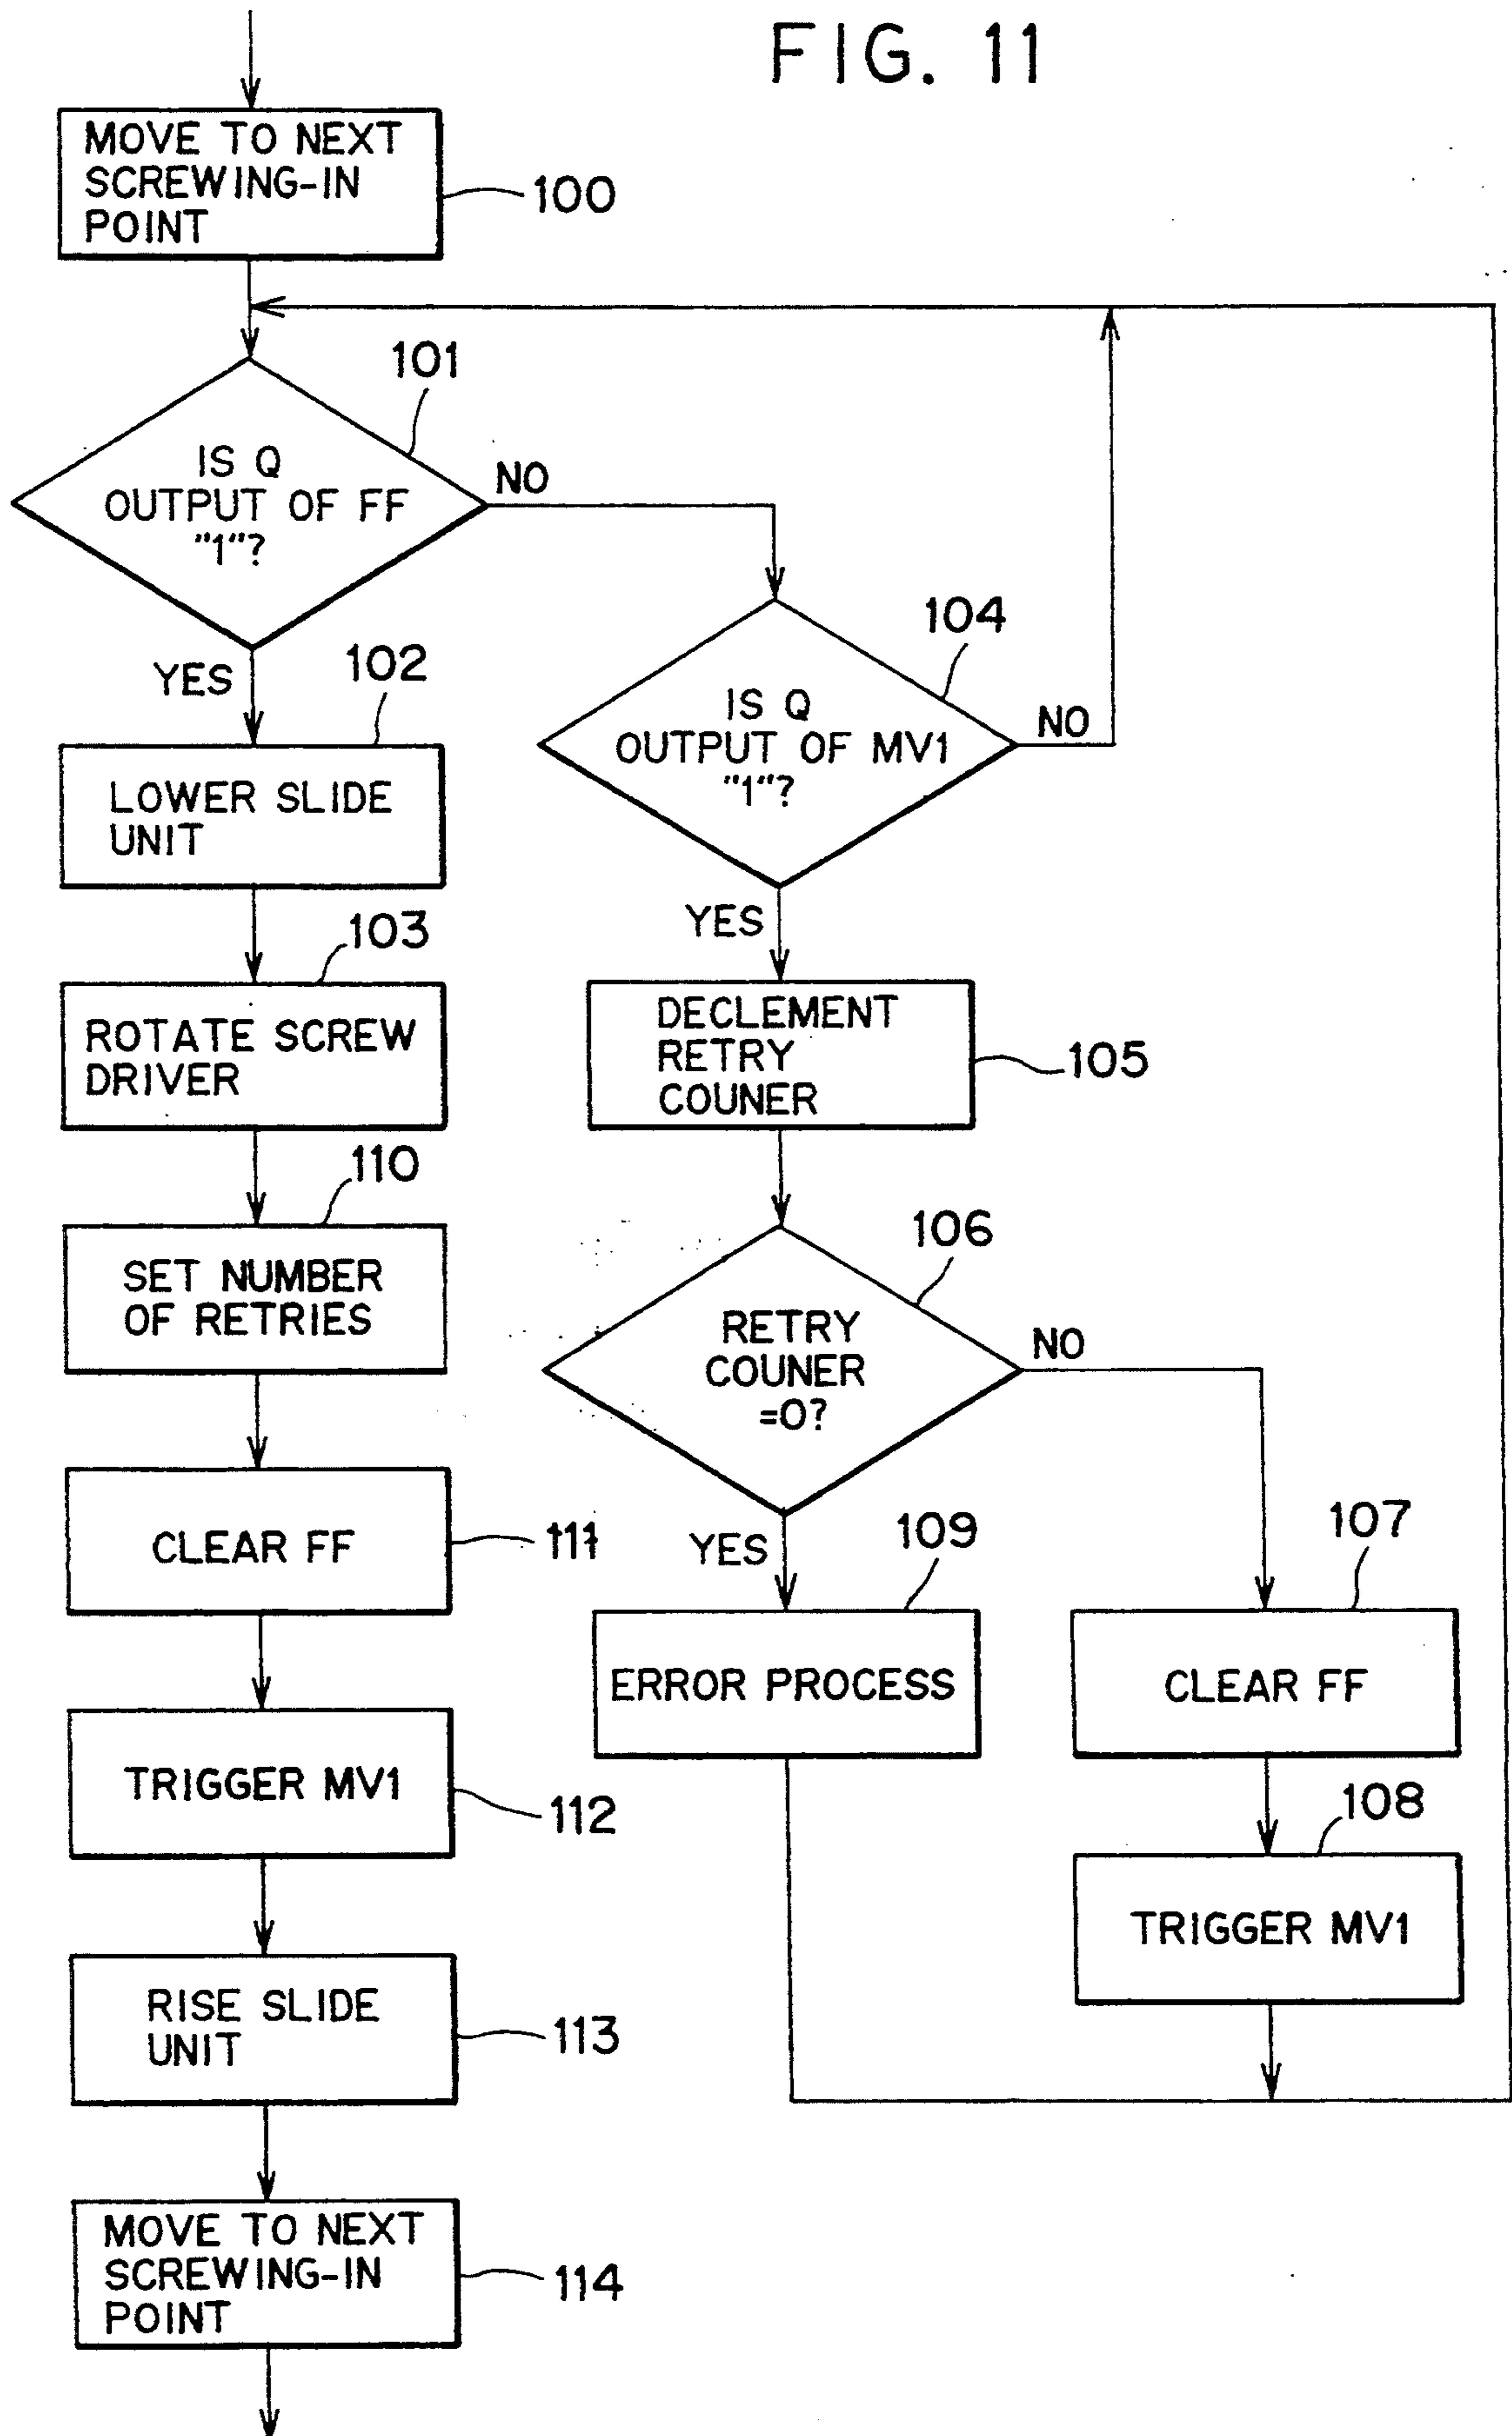 FIG. 11
MOVE TO NEXT
SCREWING-IN
POINT
100
101
IS Q
OUTPUT OF FF
"1"?
NO
YES
102
LOWER SLIDE
UNIT
103
ROTATE SCREW
DRIVER
110
SET NUMBER
OF RETRIES
CLEAR FF
111
TRIGGER MV1
112
RISE SLIDE
UNIT
113
MOVE TO NEXT
SCREWING-IN
POINT
114
104
IS Q
OUTPUT OF MV1
"1"?
NO
YES
DECLEMENT
RETRY
COUNER
105
106
RETRY
COUNER
=0?
NO
YES
109
ERROR PROCESS
107
CLEAR FF
108
TRIGGER MV1